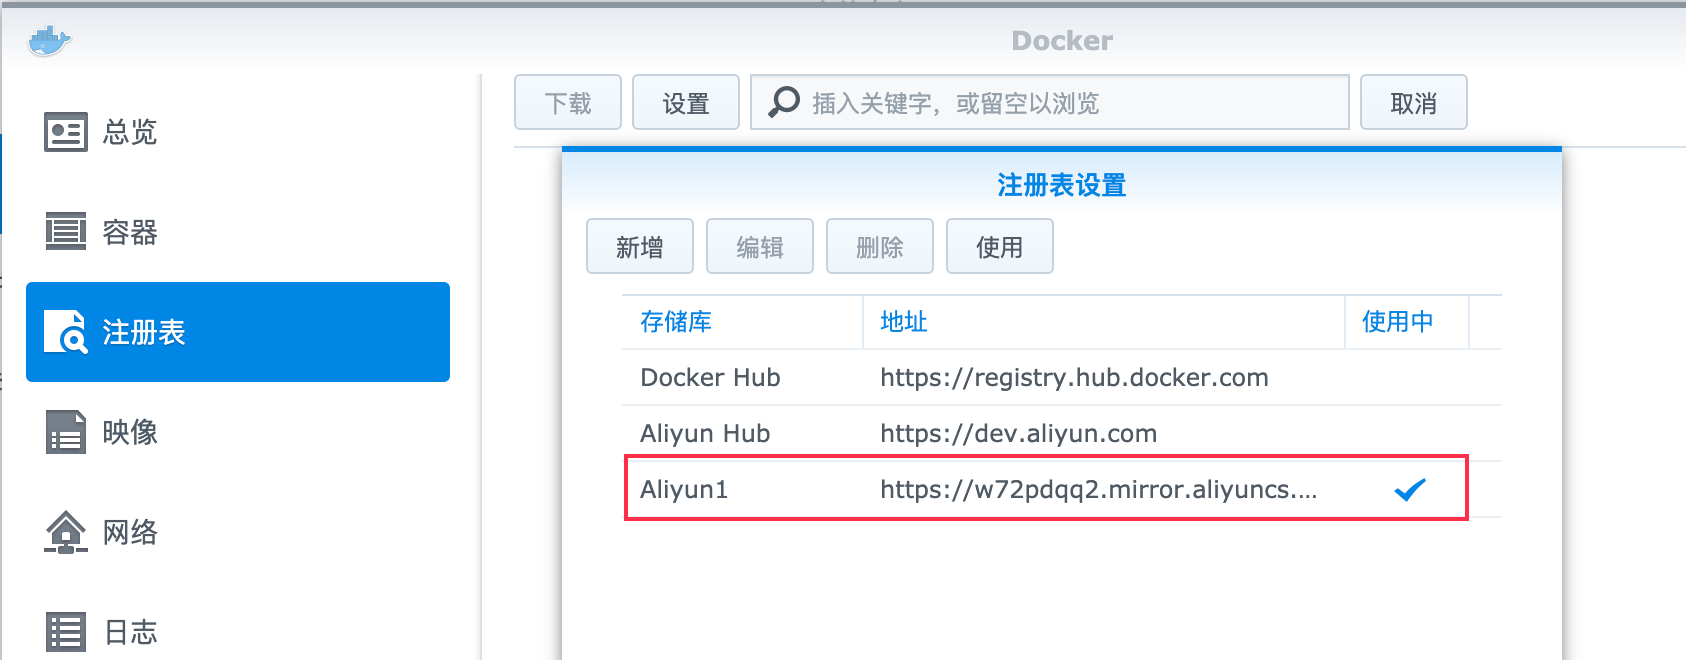 Docker
总览
容器
注册表
映像
网络
日志
下载 设置 插入关键字，或留空以浏览 取消
注册表设置
新增 编辑 删除 使用
存储库 地址 使用中
Docker Hub https://registry.hub.docker.com
Aliyun Hub https://dev.aliyun.com
Aliyun1 https://w72pdqq2.mirror.aliyuncs....